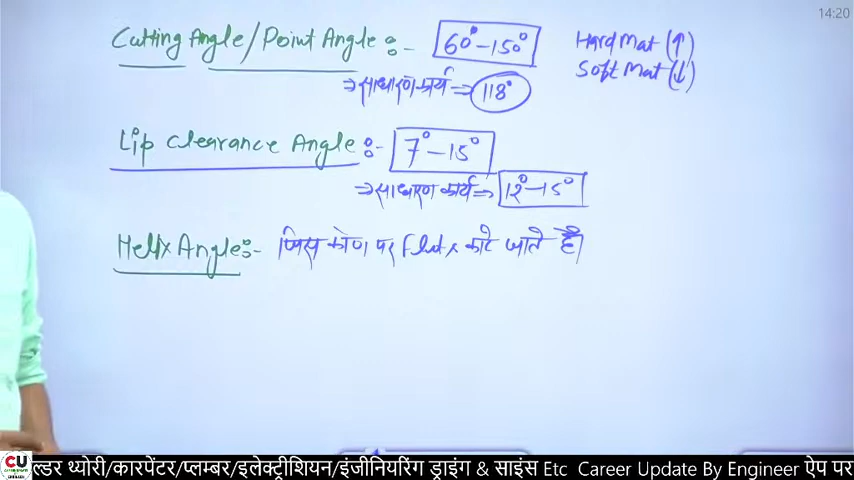 14:20
Cutting Angle/Point Angle :- 60°-150° Hard Mat (↑)
Soft Mat (↓)
⇒ साधारण कार्य ⇒ 118°
Lip Clearance Angle :- 7°-15°
⇒ साधारण कार्य ⇒ 12°-15°
Helix Angle :- जिस कोण पर काटे जाते है।
CU
ल्डर थ्योरी/कारपेंटर/प्लम्बर/इलेक्ट्रीशियन/इंजीनियरिंग ड्राइंग & साइंस Etc Career Update By Engineer ऐप पर